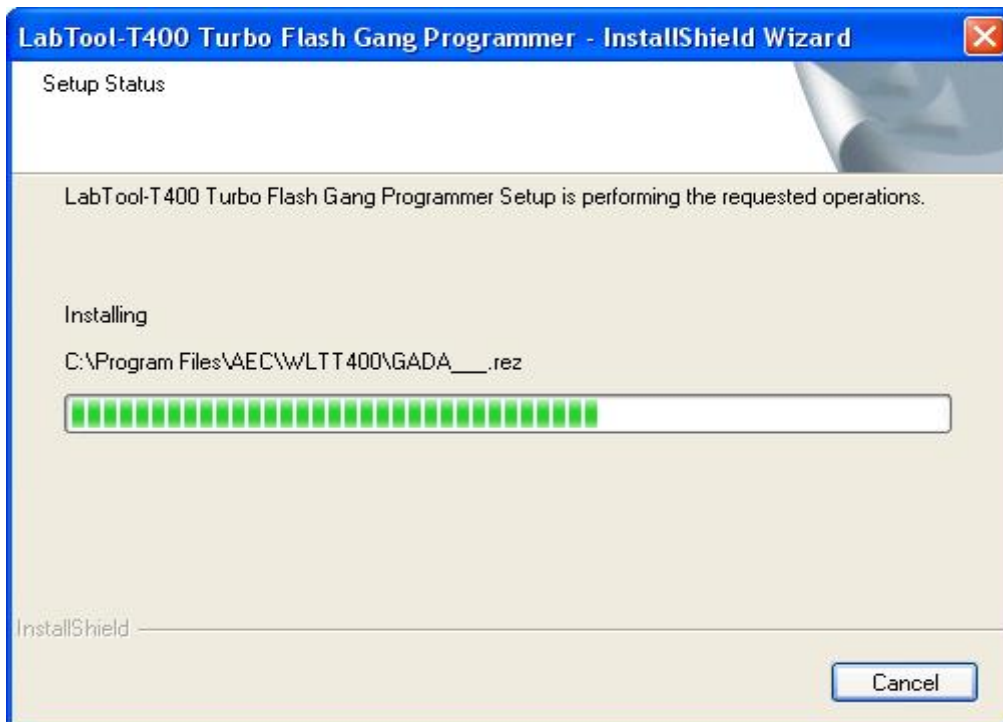 LabTool-T400 Turbo Flash Gang Programmer - InstallShield Wizard
Setup Status
LabTool-T400 Turbo Flash Gang Programmer Setup is performing the requested operations.
Installing
C:\Program Files\AEC\WLTT400\GADA___.rez
InstallShield
Cancel